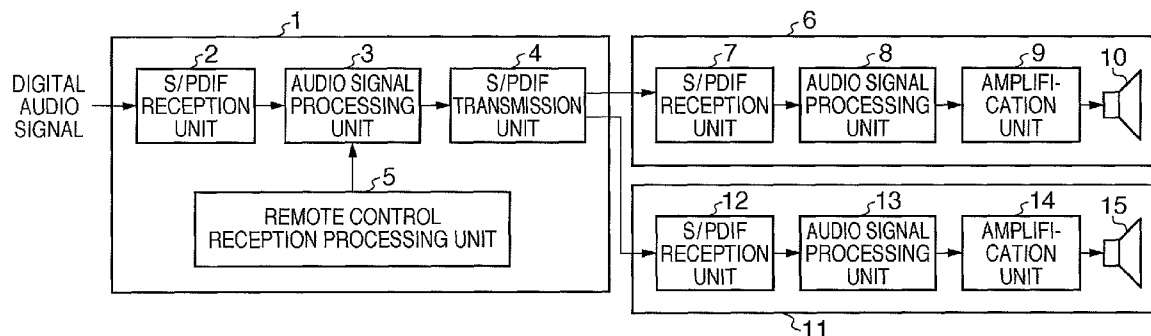 1
6
2
3
4
7
8
9
10
DIGITAL
AUDIO
SIGNAL
S/PDIF
RECEPTION
UNIT
AUDIO SIGNAL
PROCESSING
UNIT
S/PDIF
TRANSMISSION
UNIT
S/PDIF
RECEPTION
UNIT
AUDIO SIGNAL
PROCESSING
UNIT
AMPLIFI-
CATION UNIT
5
REMOTE CONTROL
RECEPTION PROCESSING UNIT
12
13
14
15
S/PDIF
RECEPTION
UNIT
AUDIO SIGNAL
PROCESSING
UNIT
AMPLIFI-
CATION UNIT
11